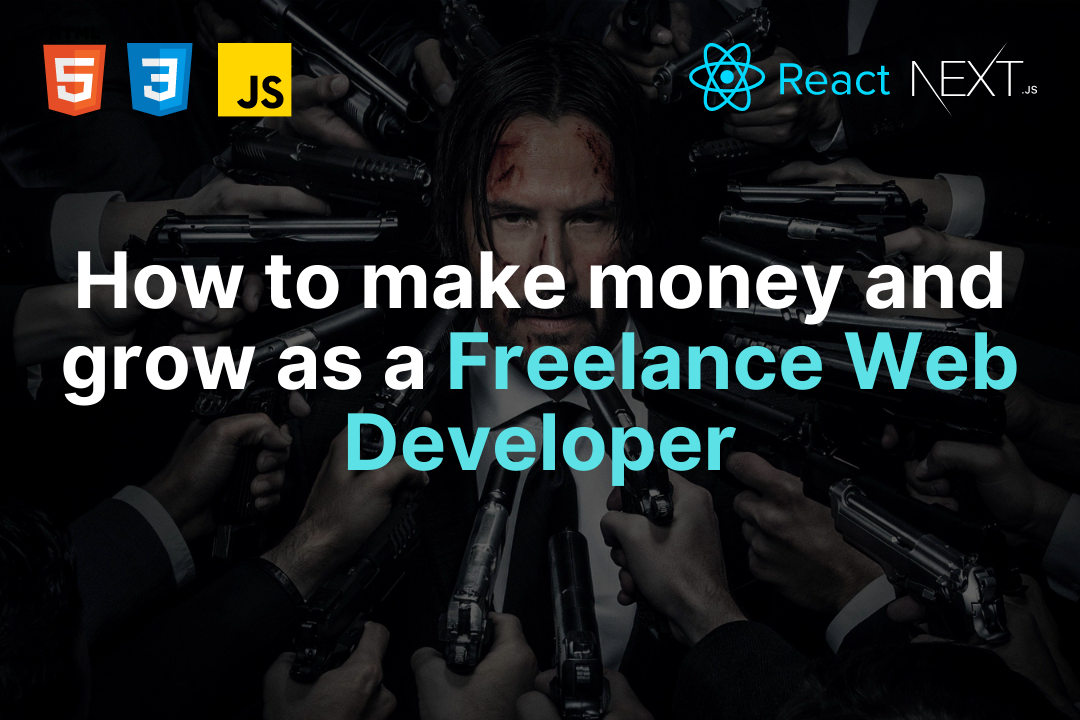 5
3
JS
React
NEXT.JS
How to make money and
grow as a Freelance Web
Developer